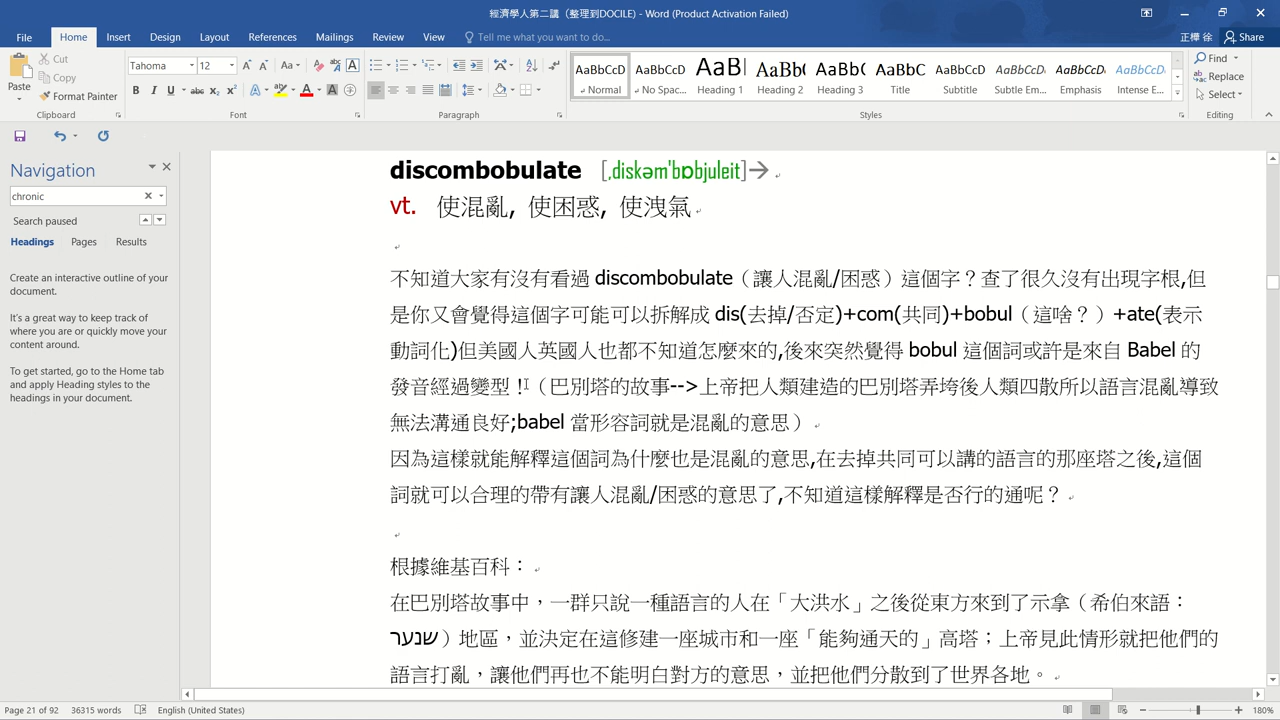 經濟學人第二講（整理到DOCILE) - Word (Product Activation Failed)
File Home Insert Design Layout References Mailings Review View Tell me what you want to do... 正樺 徐 Share
Paste
Cut
Copy
Format Painter
Clipboard
Tahoma 12
Font
Paragraph
AaBbCcD AaBbCcD AaBl AaBb( AaBbC AaBbC AaBbCcD AaBbCcD AaBbCcD AaBbCcD
Normal No Spac... Heading 1 Heading 2 Heading 3 Title Subtitle Subtle Em... Emphasis Intense E...
Styles
Find
Replace
Select
Editing
Navigation
chronic
Search paused
Headings Pages Results
Create an interactive outline of your
document.
It's a great way to keep track of
where you are or quickly move your
content around.
To get started, go to the Home tab
and apply Heading styles to the
headings in your document.
discombobulate [ˌdiskəm'bɒbjuleit]→
vt. 使混亂, 使困惑, 使洩氣
不知道大家有沒有看過 discombobulate（讓人混亂/困惑）這個字？查了很久沒有出現字根,但
是你又會覺得這個字可能可以拆解成 dis(去掉/否定)+com(共同)+bobul（這啥？）+ate(表示
動詞化)但美國人英國人也都不知道怎麼來的,後來突然覺得 bobul 這個詞或許是來自 Babel 的
發音經過變型 !（巴別塔的故事-->上帝把人類建造的巴別塔弄垮後人類四散所以語言混亂導致
無法溝通良好;babel 當形容詞就是混亂的意思）
因為這樣就能解釋這個詞為什麼也是混亂的意思,在去掉共同可以講的語言的那座塔之後,這個
詞就可以合理的帶有讓人混亂/困惑的意思了,不知道這樣解釋是否行的通呢？
根據維基百科：
在巴別塔故事中，一群只說一種語言的人在「大洪水」之後從東方來到了示拿（希伯來語：
שנער）地區，並決定在這修建一座城市和一座「能夠通天的」高塔；上帝見此情形就把他們的
語言打亂，讓他們再也不能明白對方的意思，並把他們分散到了世界各地。
Page 21 of 92 36315 words English (United States) 180%